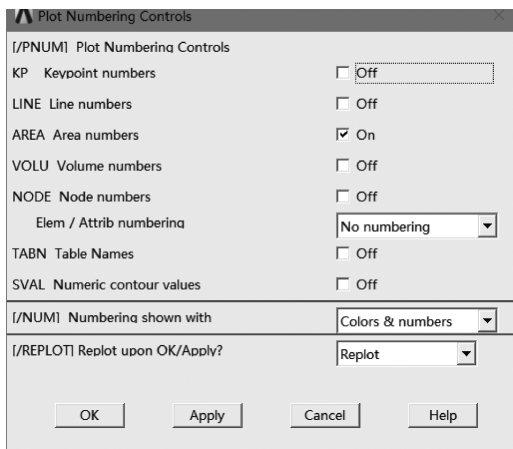 Plot Numbering Controls
[/PNUM] Plot Numbering Controls
KP Keypoint numbers Off
LINE Line numbers Off
AREA Area numbers On
VOLU Volume numbers Off
NODE Node numbers Off
Elem / Attrib numbering No numbering
TABN Table Names Off
SVAL Numeric contour values Off
[/NUM] Numbering shown with Colors & numbers
[/REPLOT] Replot upon OK/Apply? Replot
OK Apply Cancel Help